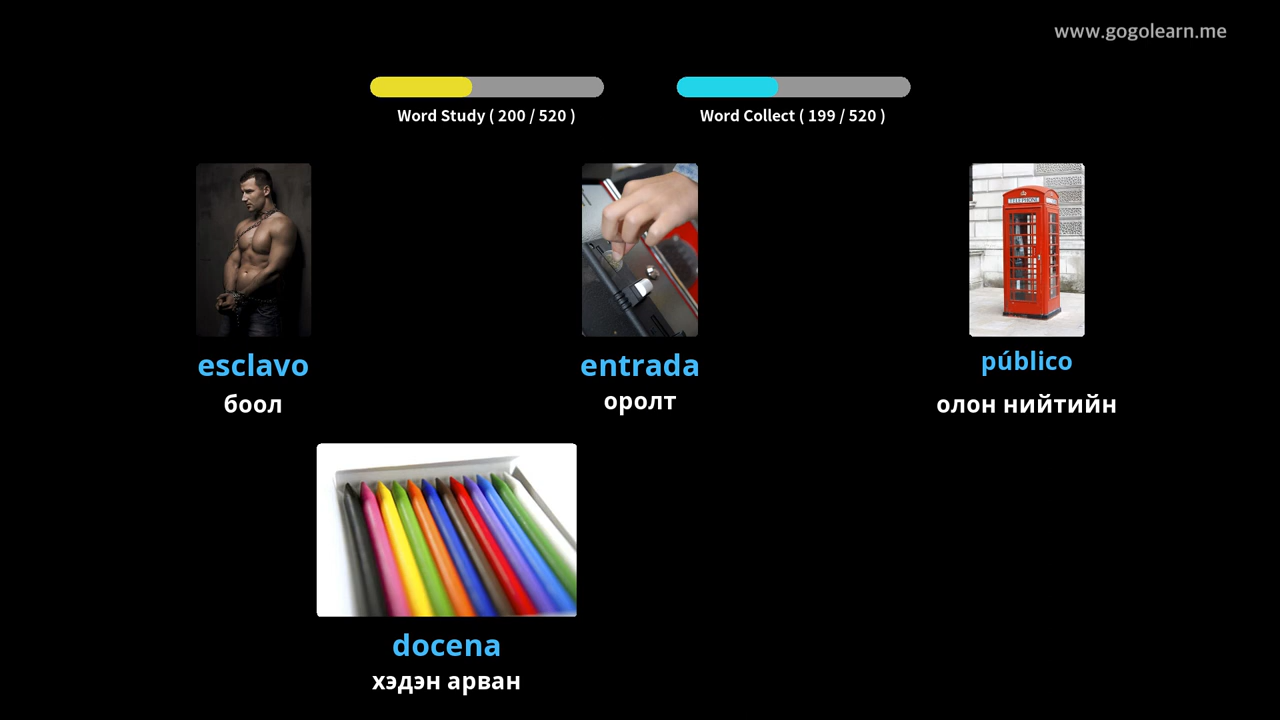 www.gogolearn.me
Word Study ( 200 / 520 )
Word Collect ( 199 / 520 )
TELEPHONE
esclavo
entrada
público
боол
оролт
олон нийтийн
docena
хэдэн арван